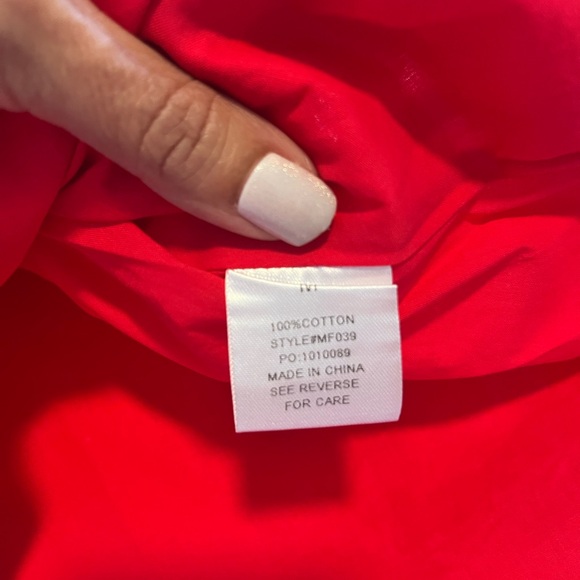 100%COTTON
STYLE#MF039
PO:1010089
MADE IN CHINA
SEE REVERSE
FOR CARE